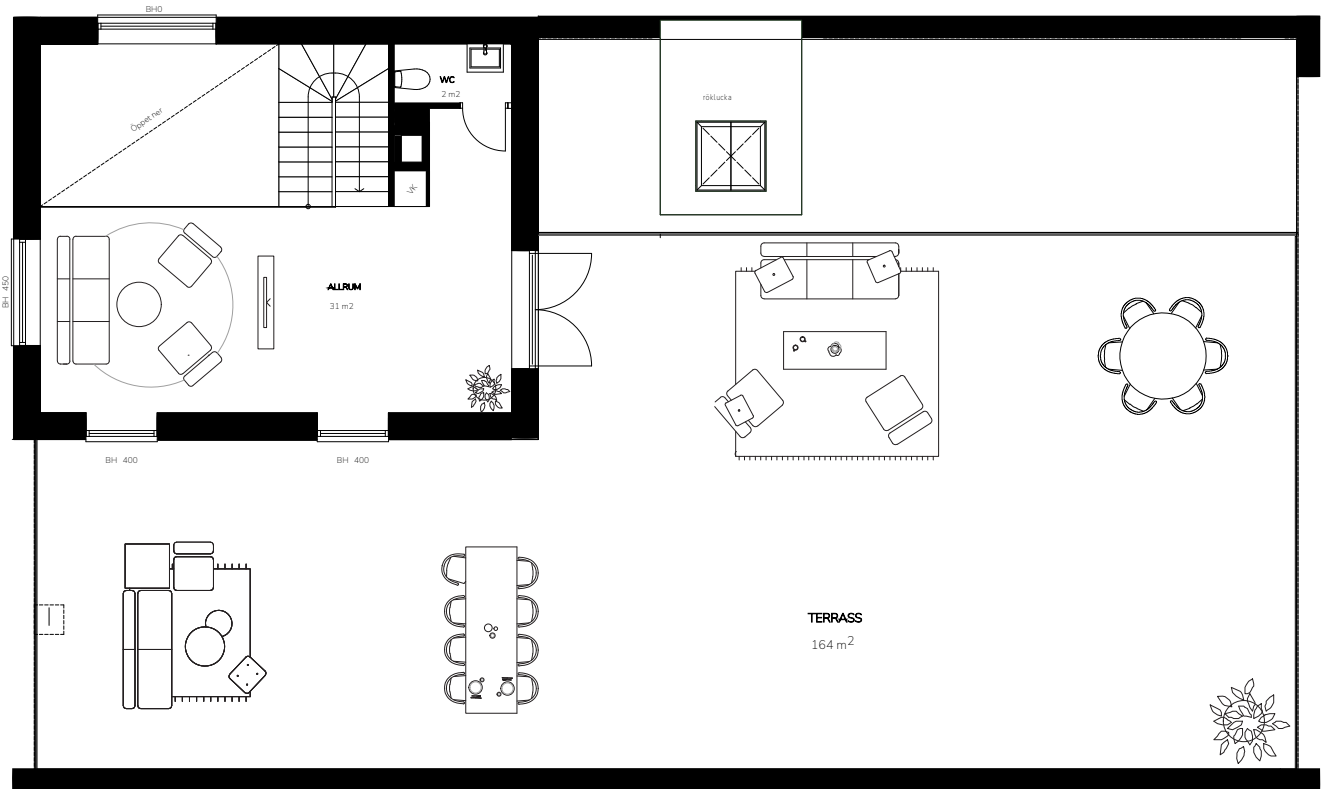 BH0
WC
2 m2
röklucka
Öppet ner
VK
BH 450
ALLRUM
31 m2
BH 400
BH 400
TERRASS
164 m2